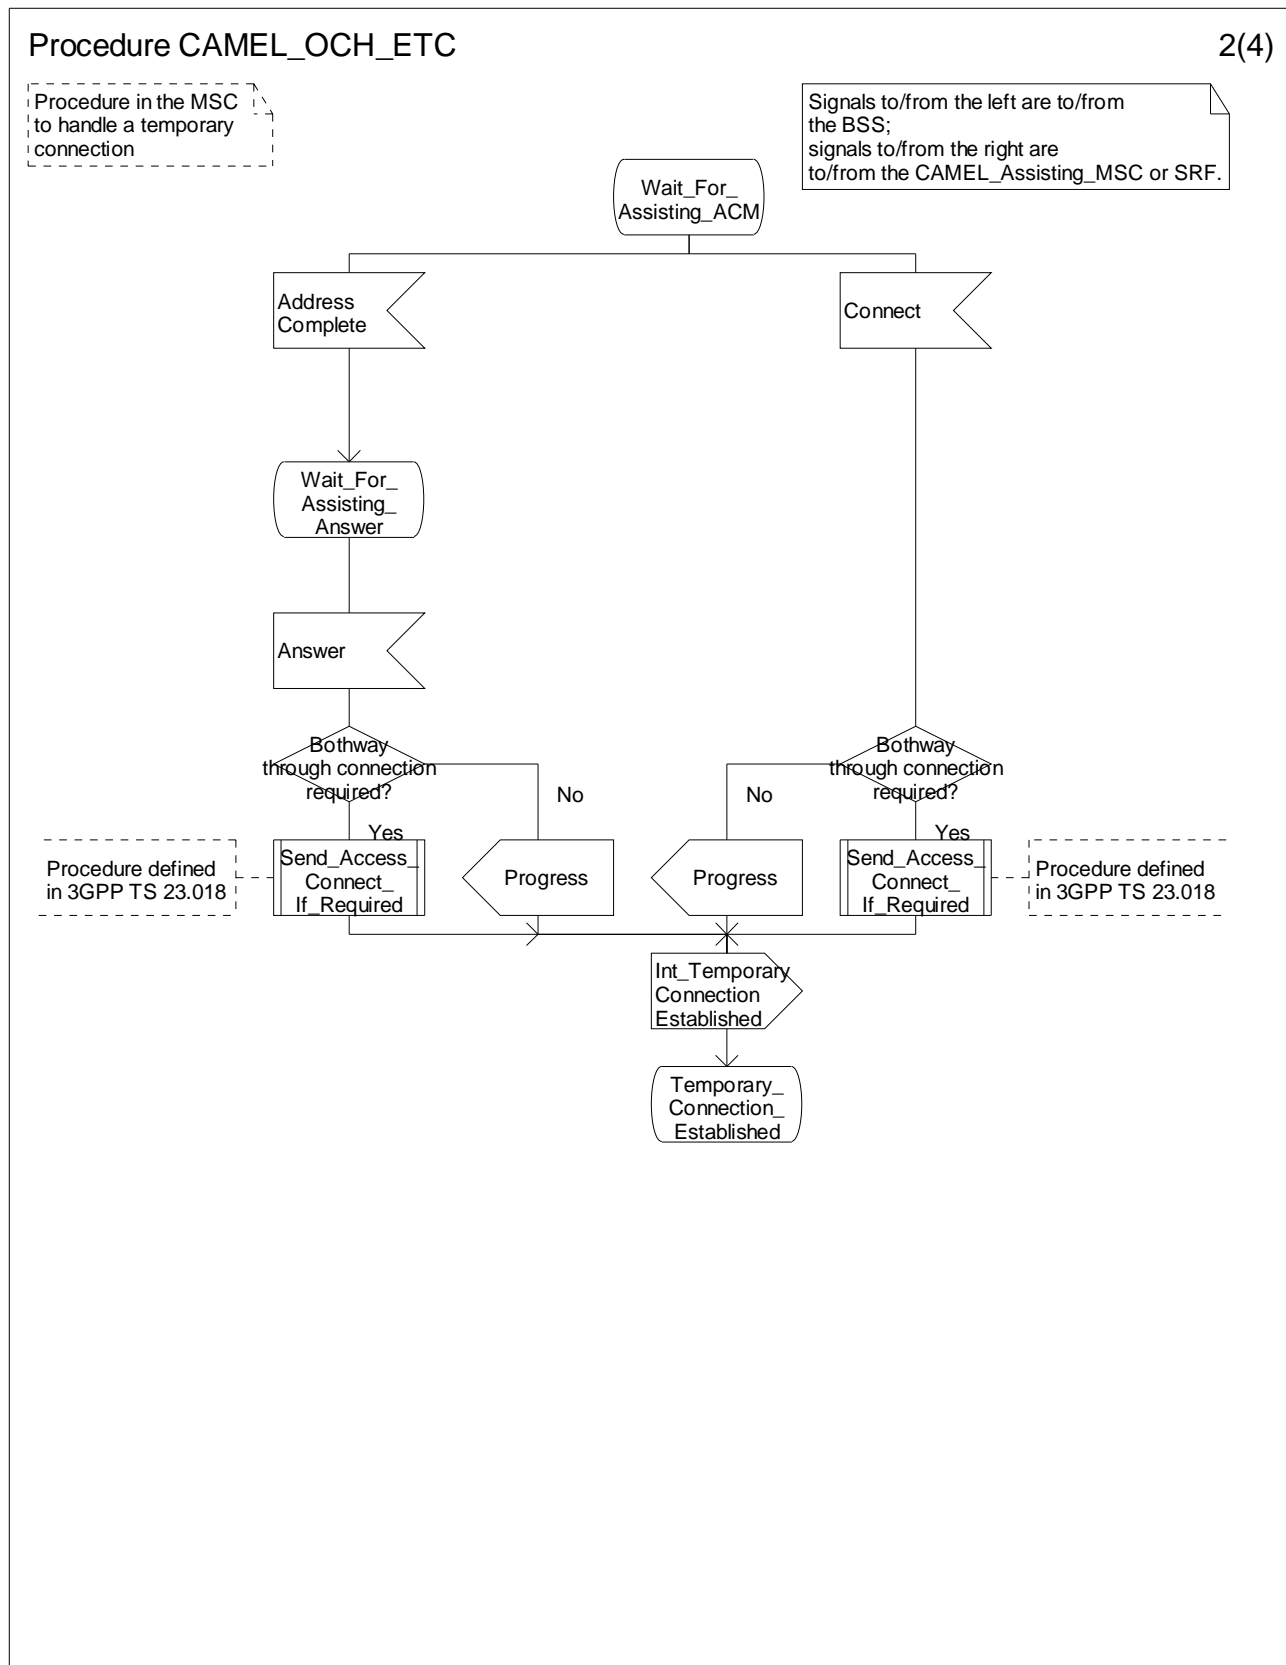 Procedure CAMEL_OCH_ETC
2(4)
Procedure in the MSC
to handle a temporary
connection
Signals to/from the left are to/from
the BSS;
signals to/from the right are
to/from the CAMEL_Assisting_MSC or SRF.
Wait_For_
Assisting_ACM
Address
Complete
Connect
Wait_For_
Assisting_
Answer
Answer
Bothway
through connection
required?
No
No
Bothway
through connection
required?
Yes
Yes
Procedure defined
in 3GPP TS 23.018
Send_Access_
Connect_
If_Required
Progress
Progress
Send_Access_
Connect_
If_Required
Procedure defined
in 3GPP TS 23.018
Int_Temporary
Connection
Established
Temporary_
Connection_
Established